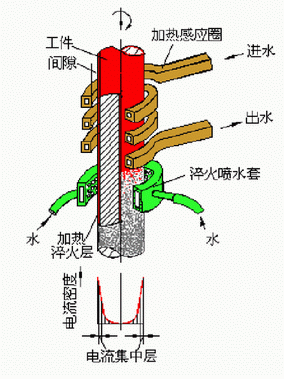 工件
加热感应圈
间隙
进水
出水
淬火喷水套
水
加热
淬火层
水
电流密度
电流集中层